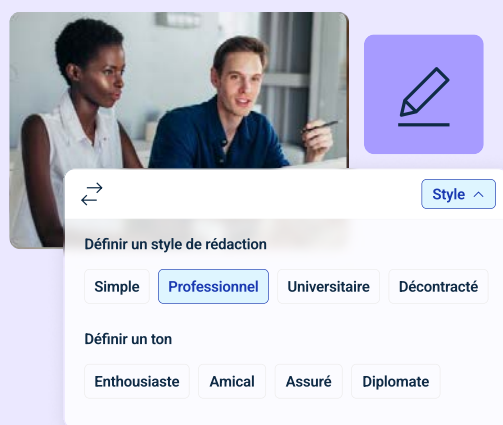 Style
Définir un style de rédaction
Simple Professionnel Universitaire Décontracté
Définir un ton
Enthousiaste Amical Assuré Diplomate